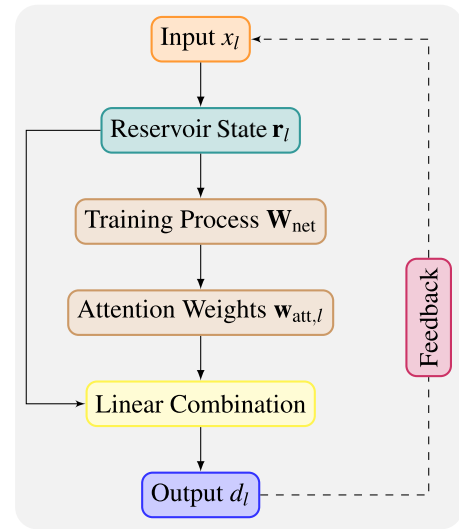 Input x_l
Reservoir State r_l
Training Process W_net
Attention Weights w_att,l
Feedback
Linear Combination
Output d_l